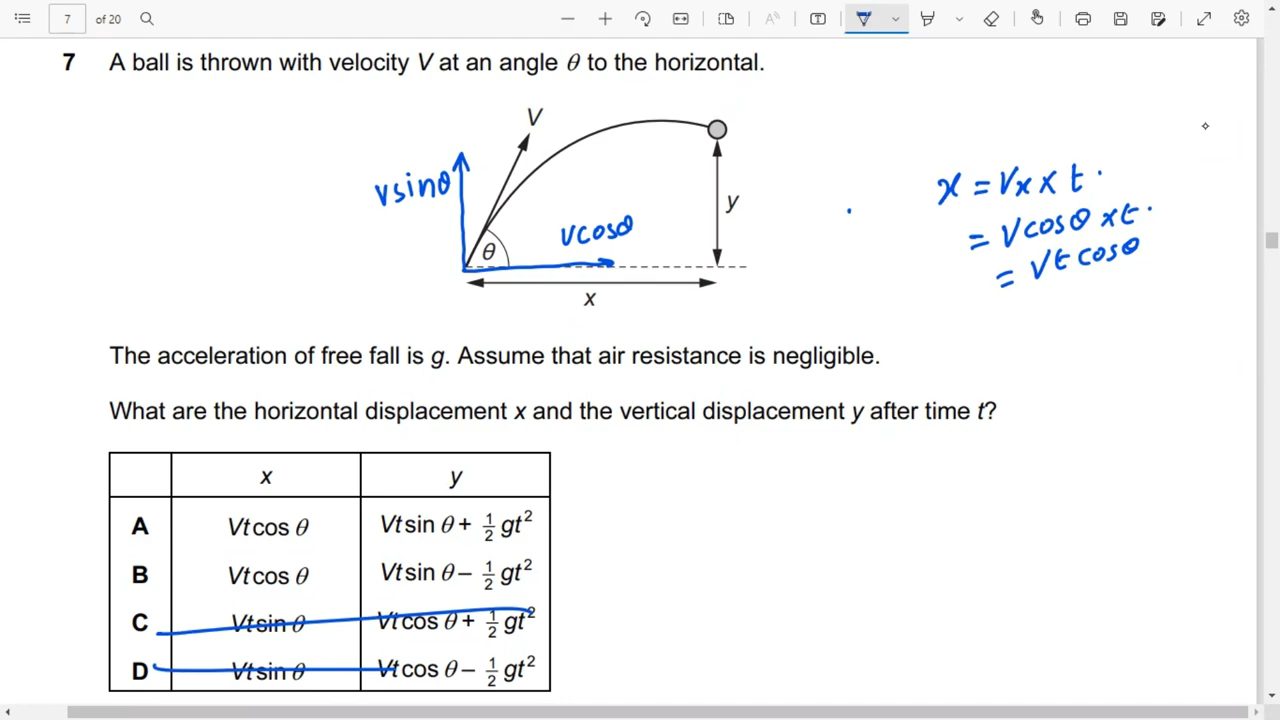 7 of 20
7 A ball is thrown with velocity V at an angle θ to the horizontal.
V
vsinθ
y
vcosθ
θ
x
x = Vx x t.
= Vcosθ xt.
= Vt cosθ
The acceleration of free fall is g. Assume that air resistance is negligible.
What are the horizontal displacement x and the vertical displacement y after time t?
x y
A Vt cos θ Vt sin θ + 1/2 gt²
B Vt cos θ Vt sin θ – 1/2 gt²
C Vt sin θ Vt cos θ + 1/2 gt²
D Vt sin θ Vt cos θ – 1/2 gt²